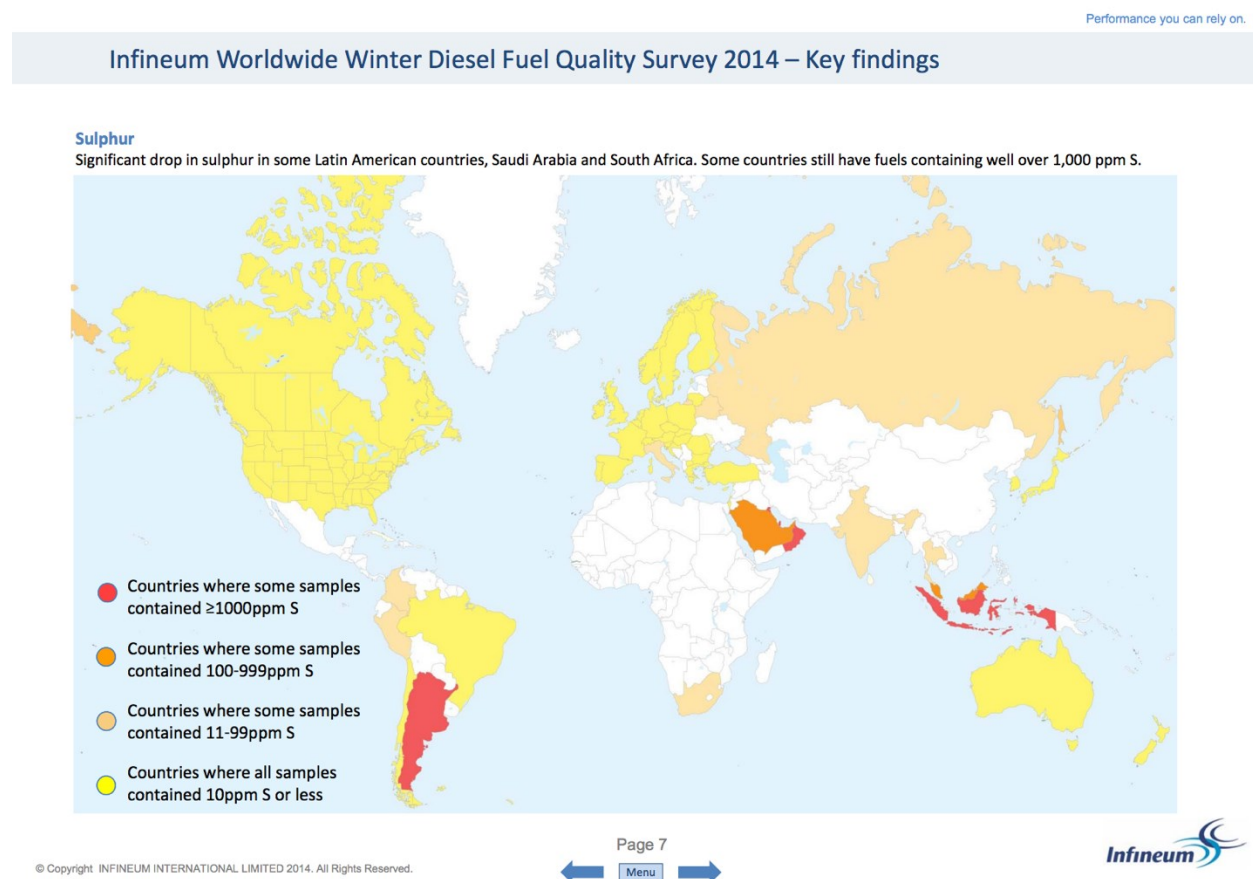 Performance you can rely on.
Infineum Worldwide Winter Diesel Fuel Quality Survey 2014 – Key findings
Sulphur
Significant drop in sulphur in some Latin American countries, Saudi Arabia and South Africa. Some countries still have fuels containing well over 1,000 ppm S.
Countries where some samples
contained ≥1000ppm S
Countries where some samples
contained 100-999ppm S
Countries where some samples
contained 11-99ppm S
Countries where all samples
contained 10ppm S or less
Page 7
Infineum
© Copyright INFINEUM INTERNATIONAL LIMITED 2014. All Rights Reserved.
Menu